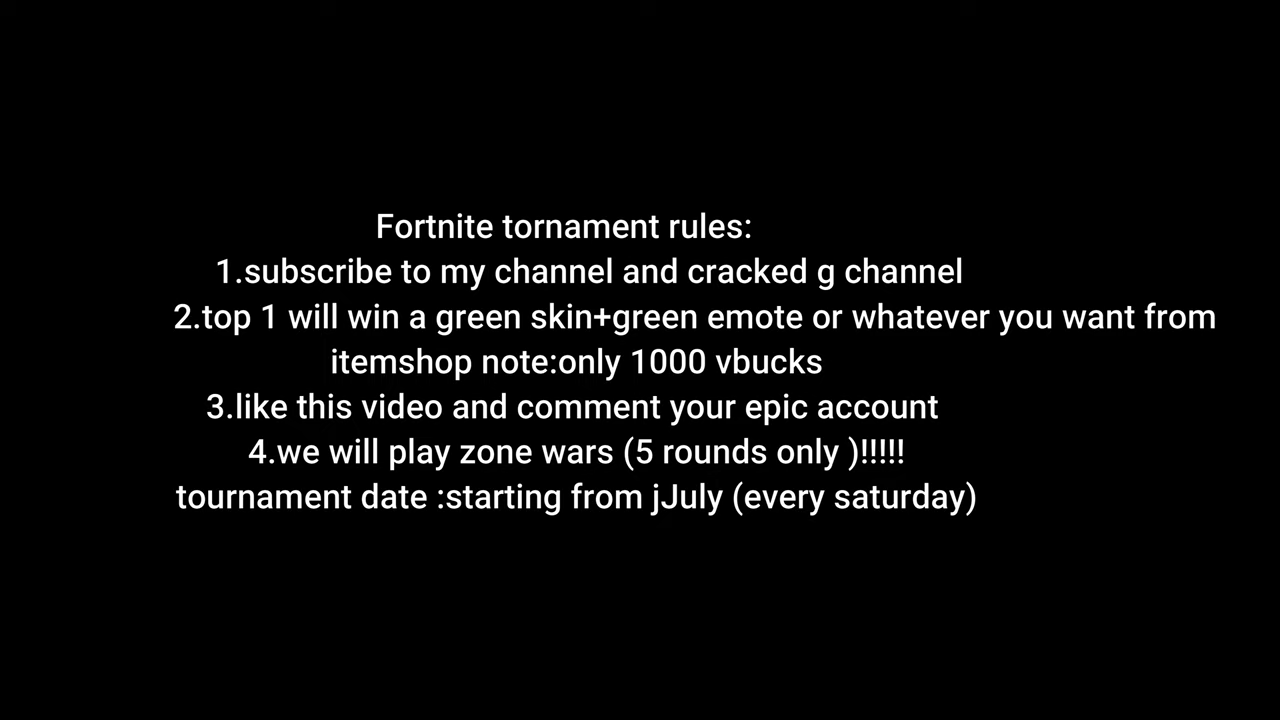 Fortnite tornament rules:
1.subscribe to my channel and cracked g channel
2.top 1 will win a green skin+green emote or whatever you want from
itemshop note:only 1000 vbucks
3.like this video and comment your epic account
4.we will play zone wars (5 rounds only )!!!!!
tournament date :starting from jJuly (every saturday)